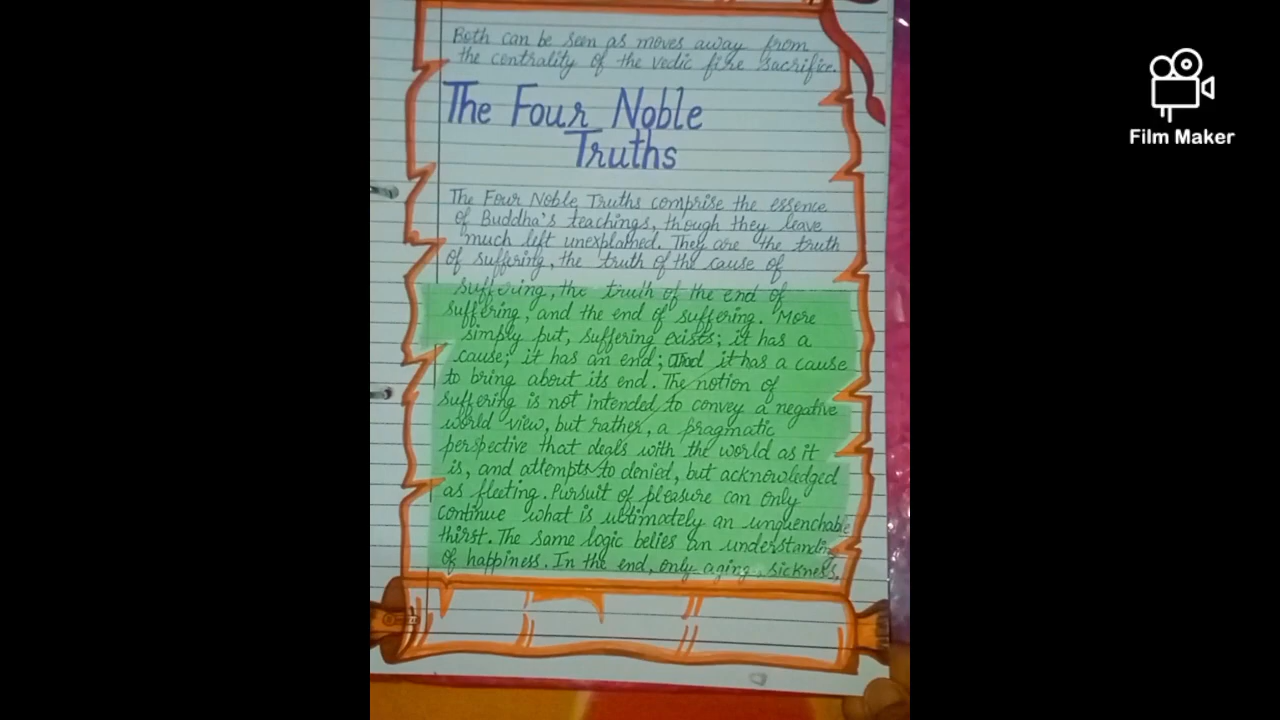 Both can be seen as moves away from
the centrality of the vedic fire sacrifice.
The Four Noble
Truths
The Four Noble Truths comprise the essence
of Buddha's teachings, though they leave
much left unexplained. They are the truth
of suffering, the truth of the cause of
suffering, the truth of the end of
suffering, and the end of suffering. More
simply but, suffering exists; it has a
cause; it has an end; and it has a cause
to bring about its end. The notion of
suffering is not intended to convey a negative
world view, but rather, a pragmatic
perspective that deals with the world as it
is, and attempts to denied, but acknowledged
as fleeting. Pursuit of pleasure can only
continue what is ultimately an unquenchable
thirst. The same logic belies an understanding
of happiness. In the end, only aging, sickness,
Film Maker